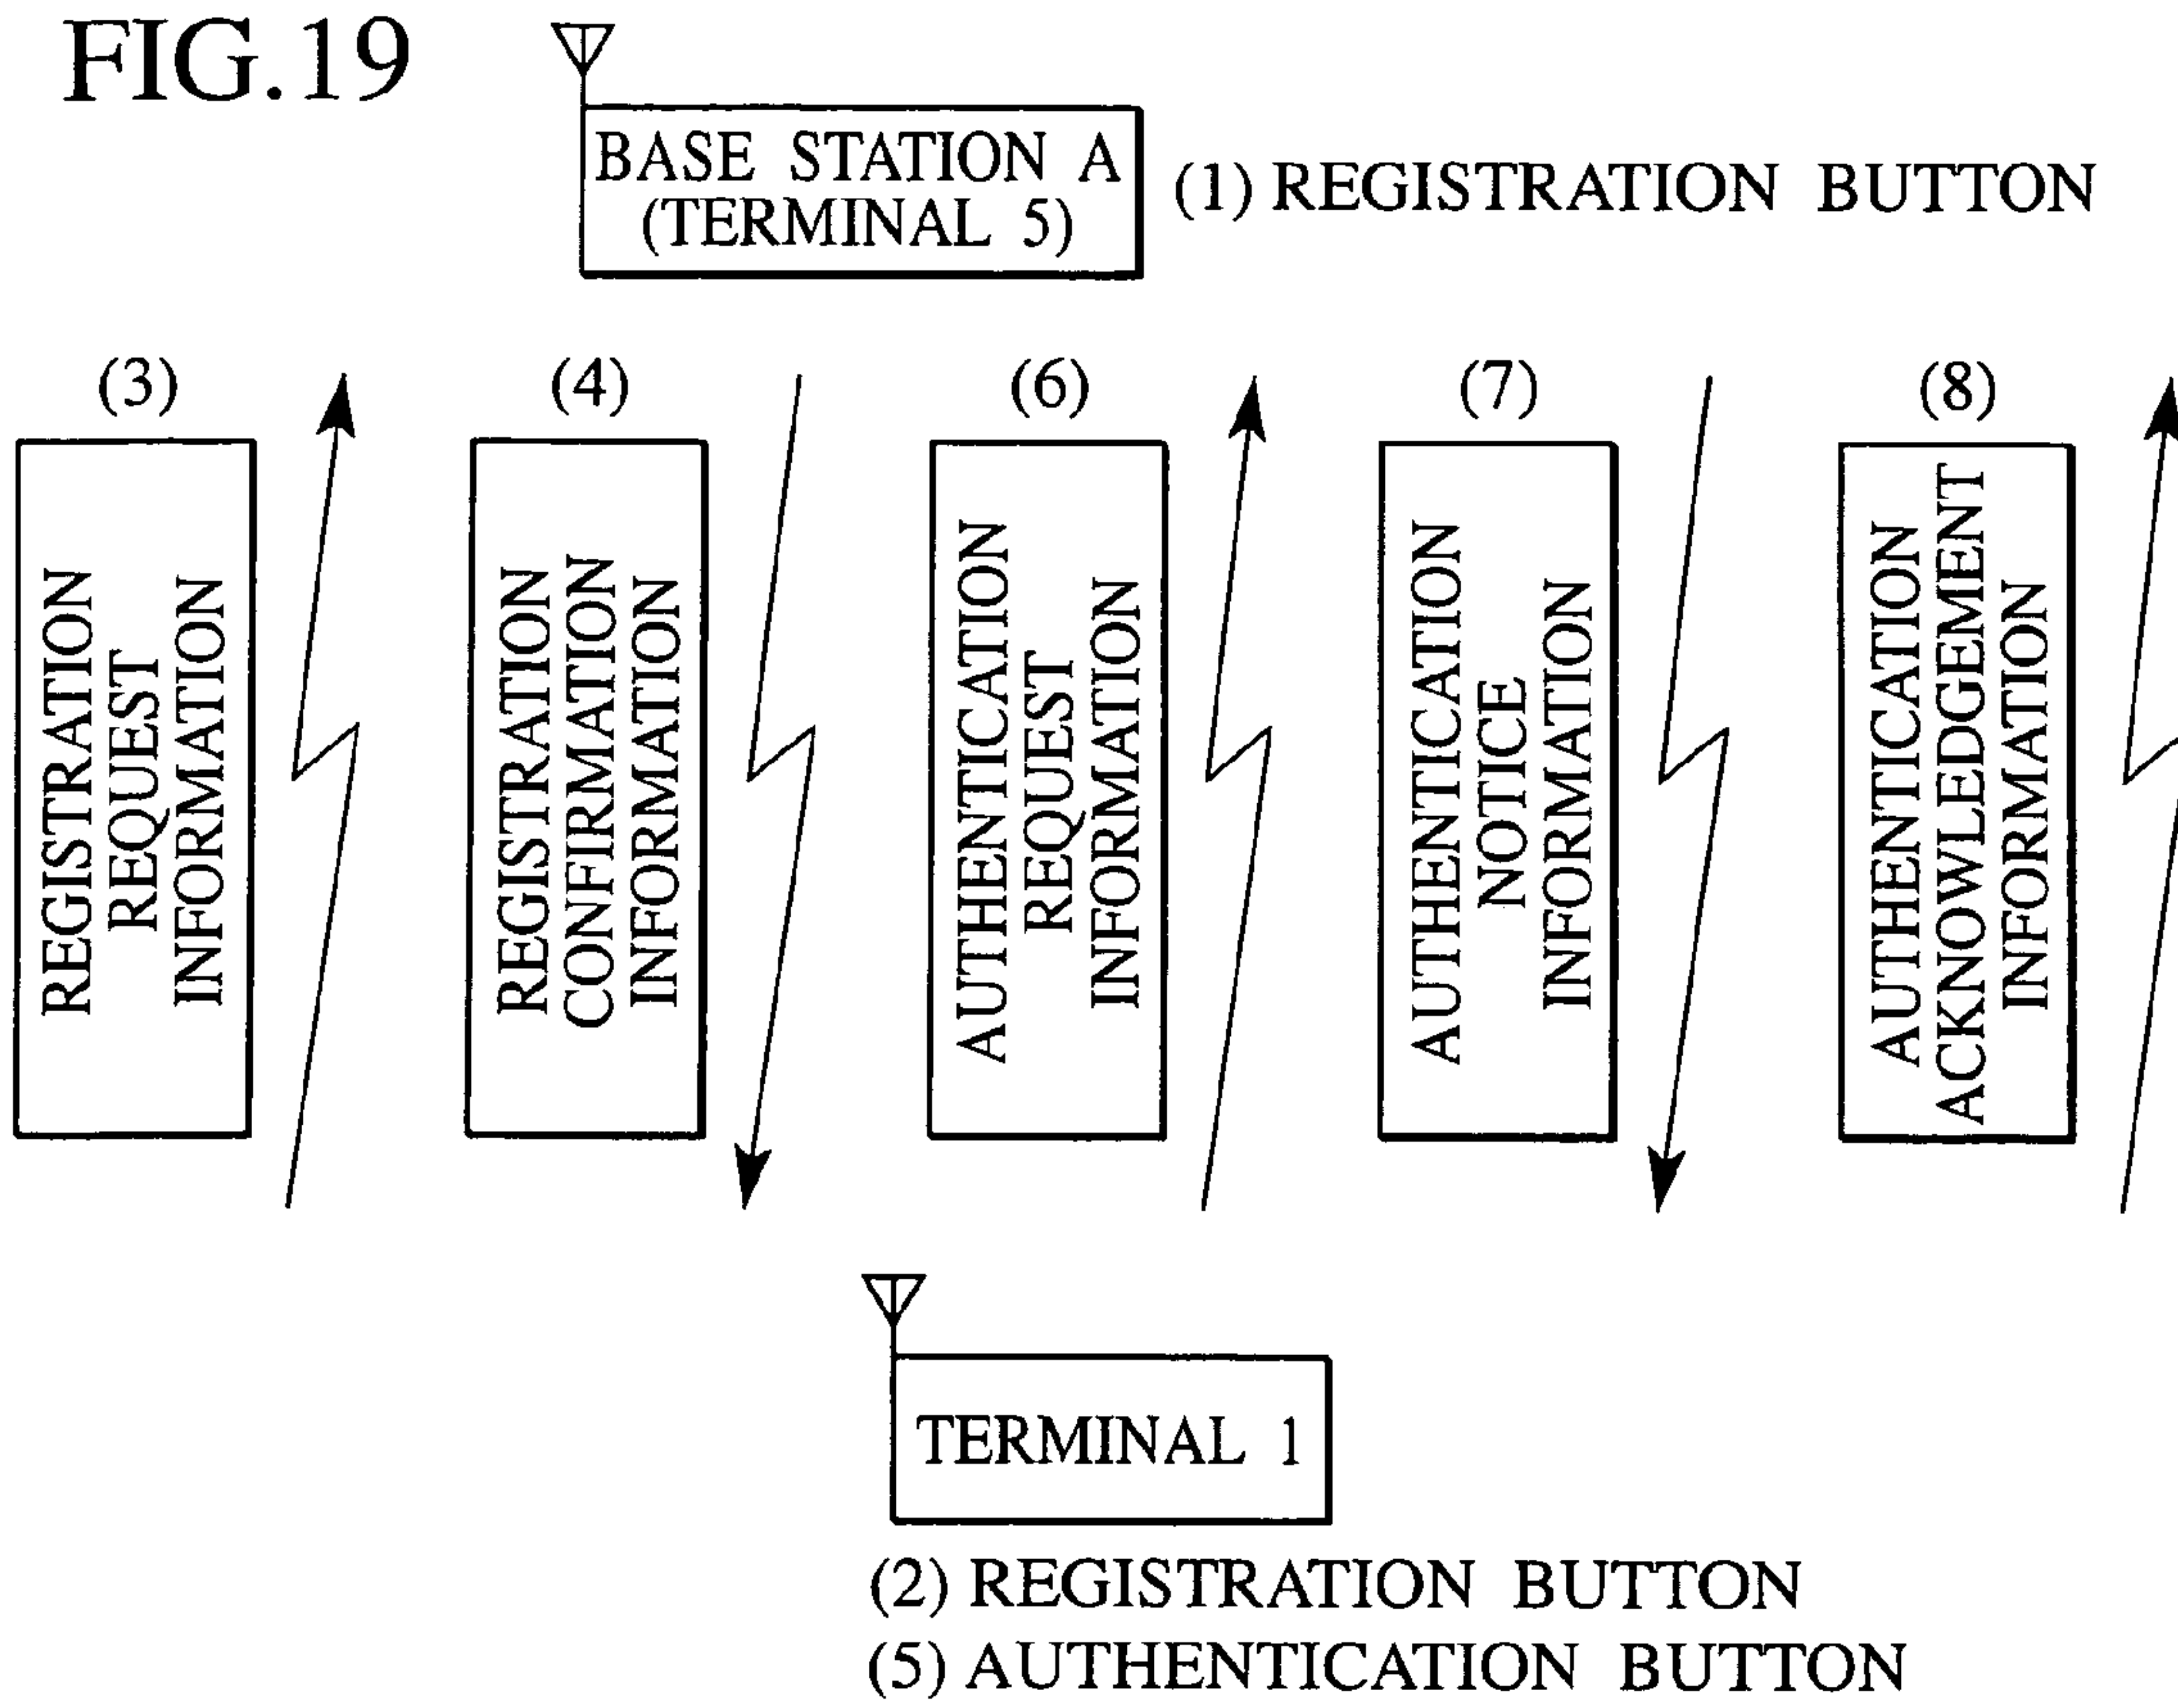 FIG.19
BASE STATION A
(TERMINAL 5)
(1) REGISTRATION BUTTON
(3)
REGISTRATION
REQUEST
INFORMATION
(4)
REGISTRATION
CONFIRMATION
INFORMATION
(6)
AUTHENTICATION
REQUEST
INFORMATION
(7)
AUTHENTICATION
NOTICE
INFORMATION
(8)
AUTHENTICATION
ACKNOWLEDGEMENT
INFORMATION
TERMINAL 1
(2) REGISTRATION BUTTON
(5) AUTHENTICATION BUTTON